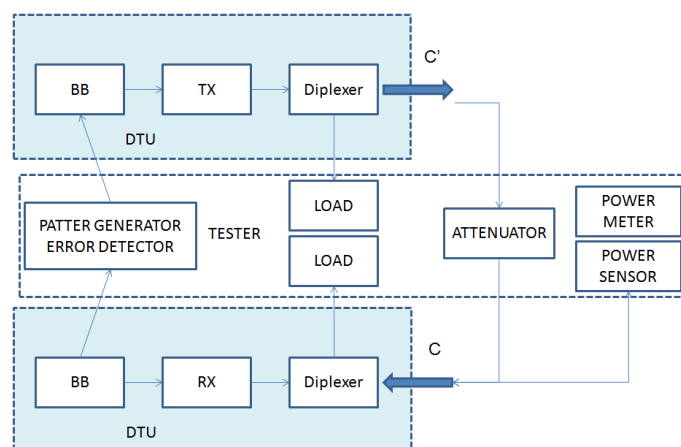 C'
BB
TX
Diplexer
DTU
PATTER GENERATOR
ERROR DETECTOR
TESTER
LOAD
LOAD
ATTENUATOR
POWER
METER
POWER
SENSOR
C
BB
RX
Diplexer
DTU